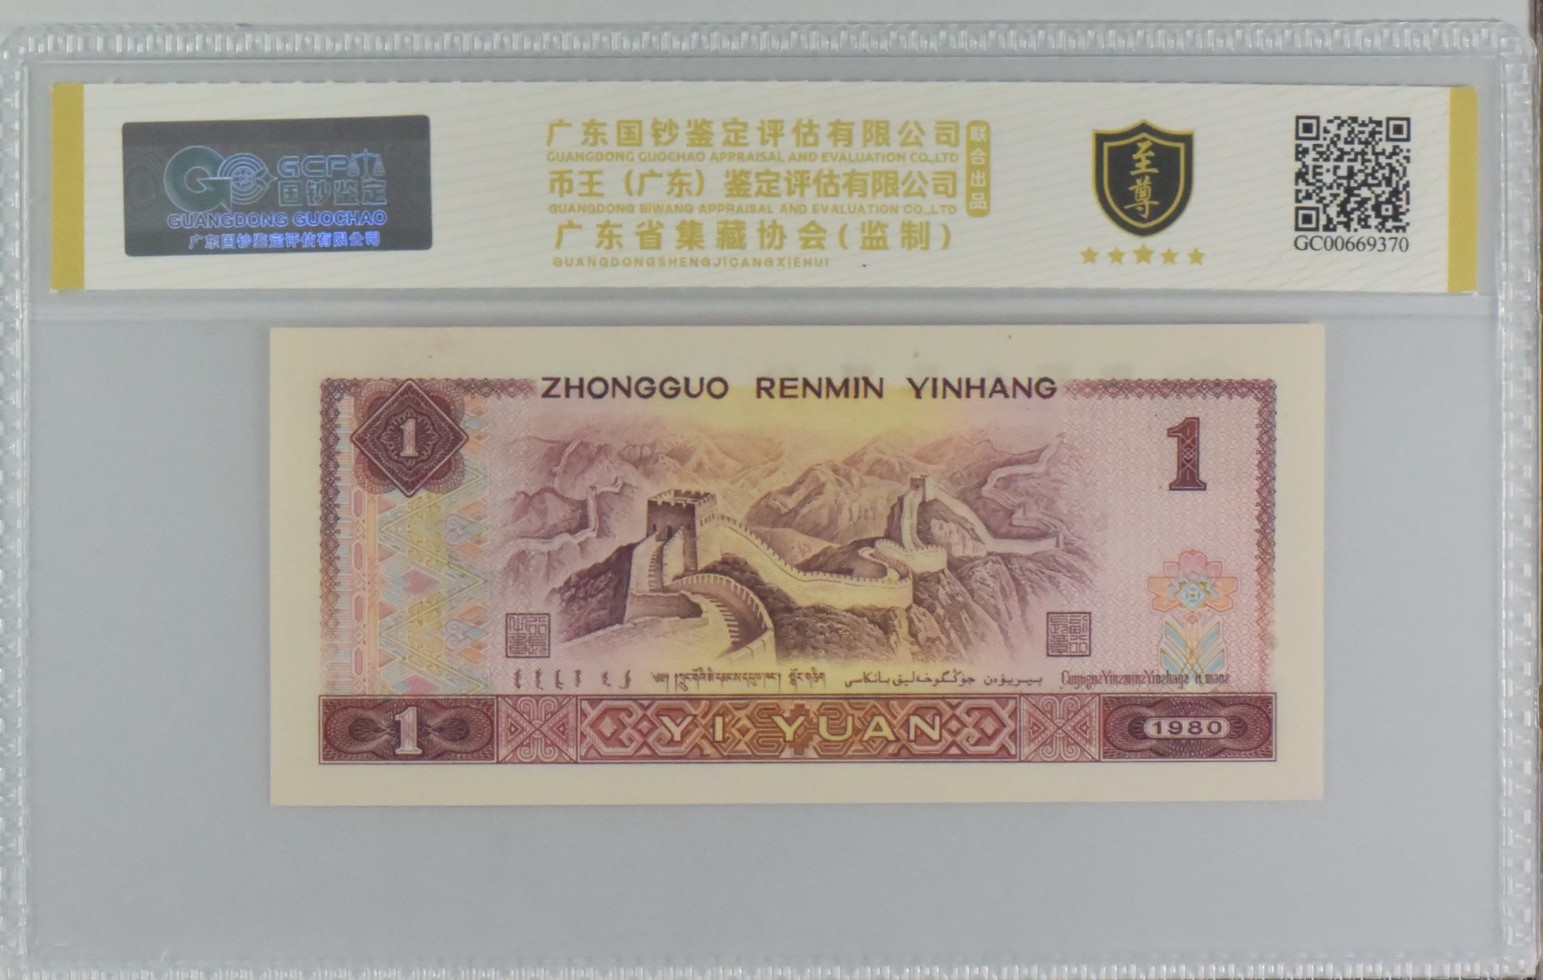 GCP
国钞鉴定
GUANGDONG GUOCHAO
广东国钞鉴定评估有限公司
广东国钞鉴定评估有限公司
GUANGDONG GUOCHAO APPRAISAL AND EVALUATION CO.,LTD
币王（广东）鉴定评估有限公司
GUANGDONG BIWANG APPRAISAL AND EVALUATION CO.,LTD
联合出品
广东省集藏协会(监制)
GUANGDONGSHENGJICANGXIEHUI
至尊
GC00669370
ZHONGGUO RENMIN YINHANG
1
1
1
YI YUAN
1980